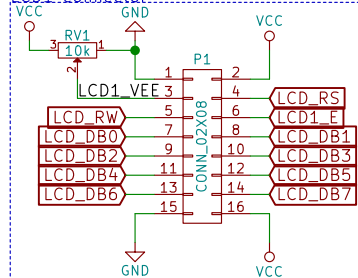 VCC
GND
VCC
RV1
3 10k 1
2
P1
1 2
LCD1_VEE 3 4 LCD_RS
LCD_RW 5 6 LCD1_E
LCD_DB0 7 8 LCD_DB1
LCD_DB2 9 10 LCD_DB3
LCD_DB4 11 12 LCD_DB5
LCD_DB6 13 14 LCD_DB7
15 16
CONN_02X08
GND
VCC